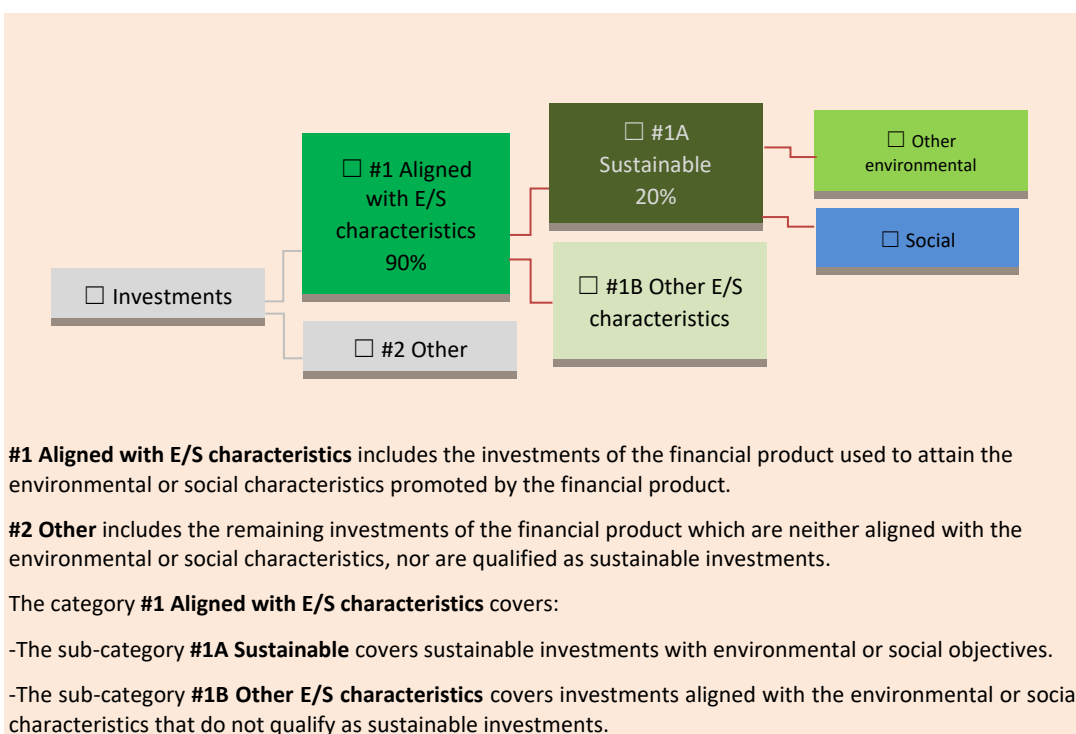 ☐ #1A
Sustainable
20%
☐ Other
environmental
☐ #1 Aligned
with E/S
characteristics
90%
☐ Social
☐ Investments
☐ #1B Other E/S
characteristics
☐ #2 Other
#1 Aligned with E/S characteristics includes the investments of the financial product used to attain the
environmental or social characteristics promoted by the financial product.
#2 Other includes the remaining investments of the financial product which are neither aligned with the
environmental or social characteristics, nor are qualified as sustainable investments.
The category #1 Aligned with E/S characteristics covers:
-The sub-category #1A Sustainable covers sustainable investments with environmental or social objectives.
-The sub-category #1B Other E/S characteristics covers investments aligned with the environmental or socia
characteristics that do not qualify as sustainable investments.